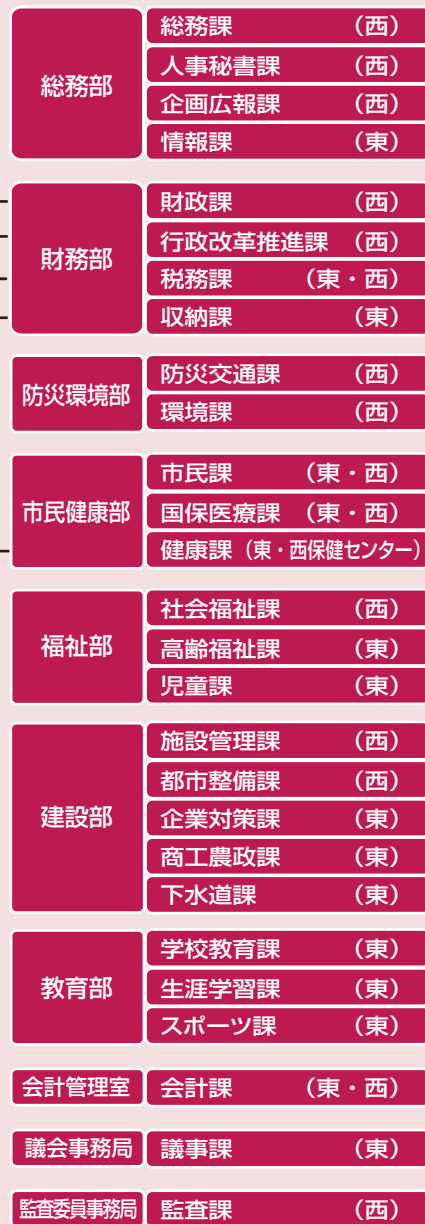 総務部
総務課 （西）
人事秘書課 （西）
企画広報課 （西）
情報課 （東）
財務部
財政課 （西）
行政改革推進課 （西）
税務課 （東・西）
収納課 （東）
防災環境部
防災交通課 （西）
環境課 （西）
市民健康部
市民課 （東・西）
国保医療課 （東・西）
健康課（東・西保健センター）
福祉部
社会福祉課 （西）
高齢福祉課 （東）
児童課 （東）
建設部
施設管理課 （西）
都市整備課 （西）
企業対策課 （東）
商工農政課 （東）
下水道課 （東）
教育部
学校教育課 （東）
生涯学習課 （東）
スポーツ課 （東）
会計管理室
会計課 （東・西）
議会事務局
議事課 （東）
監査委員事務局
監査課 （西）